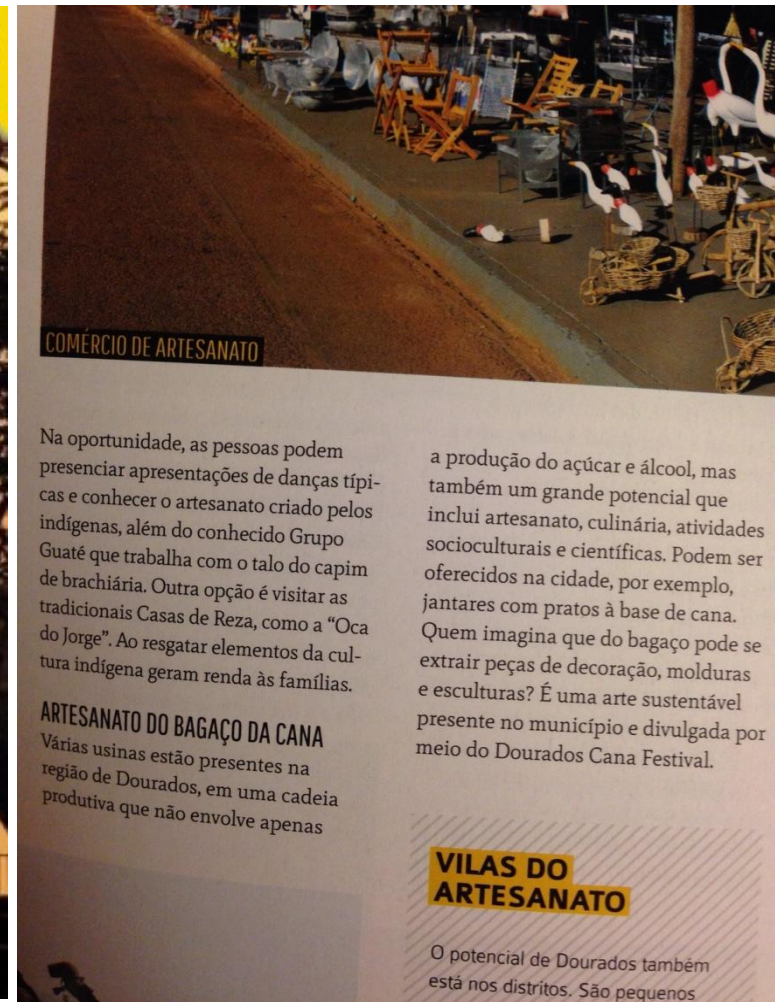 COMÉRCIO DE ARTESANATO
Na oportunidade, as pessoas podem
presenciar apresentações de danças típi-
cas e conhecer o artesanato criado pelos
indígenas, além do conhecido Grupo
Guaté que trabalha com o talo do capim
de brachiária. Outra opção é visitar as
tradicionais Casas de Reza, como a “Oca
do Jorge”. Ao resgatar elementos da cul-
tura indígena geram renda às famílias.
ARTESANATO DO BAGAÇO DA CANA
Várias usinas estão presentes na
região de Dourados, em uma cadeia
produtiva que não envolve apenas
a produção do açúcar e álcool, mas
também um grande potencial que
inclui artesanato, culinária, atividades
socioculturais e científicas. Podem ser
oferecidos na cidade, por exemplo,
jantares com pratos à base de cana.
Quem imagina que do bagaço pode se
extrair peças de decoração, molduras
e esculturas? É uma arte sustentável
presente no município e divulgada por
meio do Dourados Cana Festival.
VILAS DO
ARTESANATO
O potencial de Dourados também
está nos distritos. São pequenos